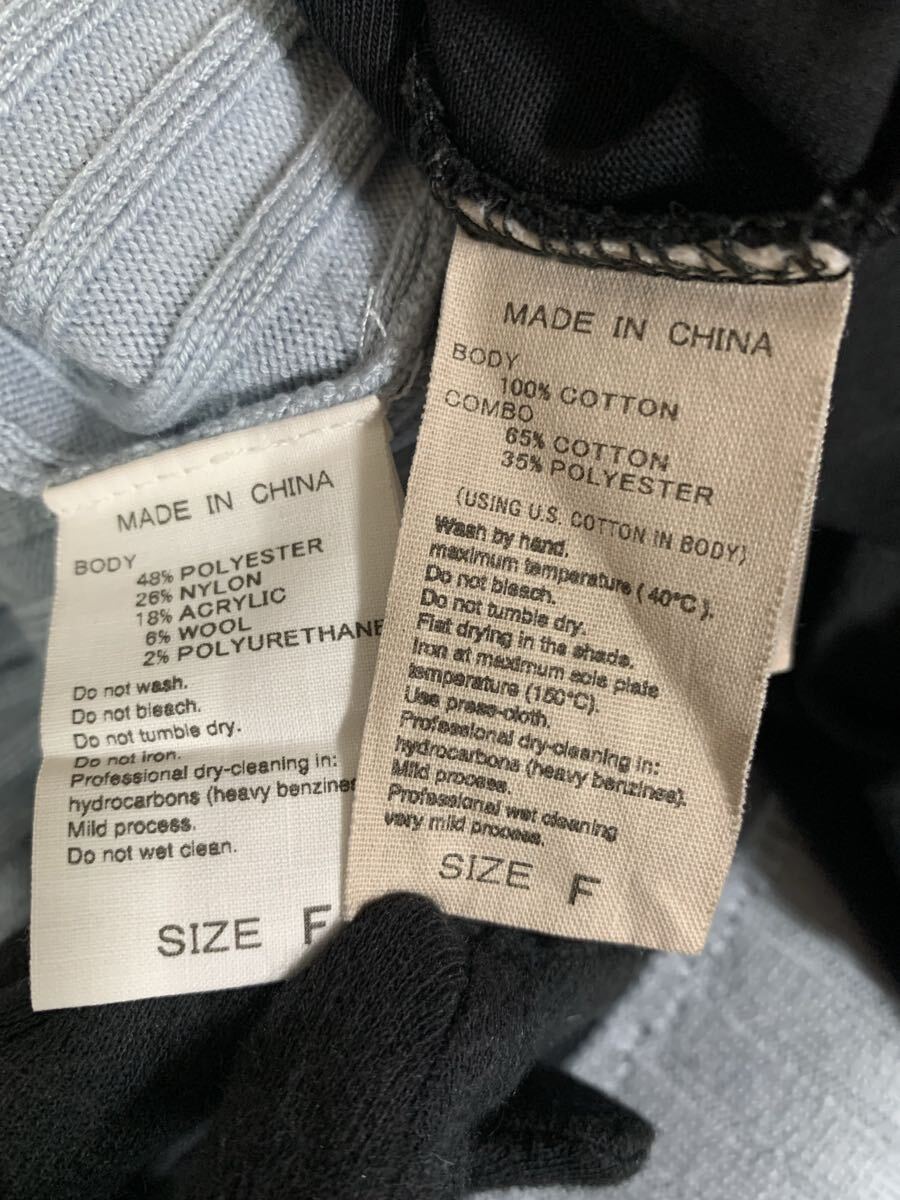 MADE IN CHINA
BODY
48% POLYESTER
26% NYLON
18% ACRYLIC
6% WOOL
2% POLYURETHANE
Do not wash.
Do not bleach.
Do not tumble dry.
Do not iron.
Professional dry-cleaning in:
hydrocarbons (heavy benzines
Mild process.
Do not wet clean.
SIZE F
MADE IN CHINA
BODY
100% COTTON
COMBO
65% COTTON
35% POLYESTER
(USING U.S. COTTON IN BODY)
Wash by hand.
maximum temperature ( 40°C ).
Do not bleach.
Do not tumble dry.
Flat drying in the shade.
Iron at maximum sole plate
temperature (150°C).
Use press-cloth.
Professional dry-cleaning in:
hydrocarbons (heavy benzines).
Mild process.
Professional wet cleaning
very mild process.
SIZE F